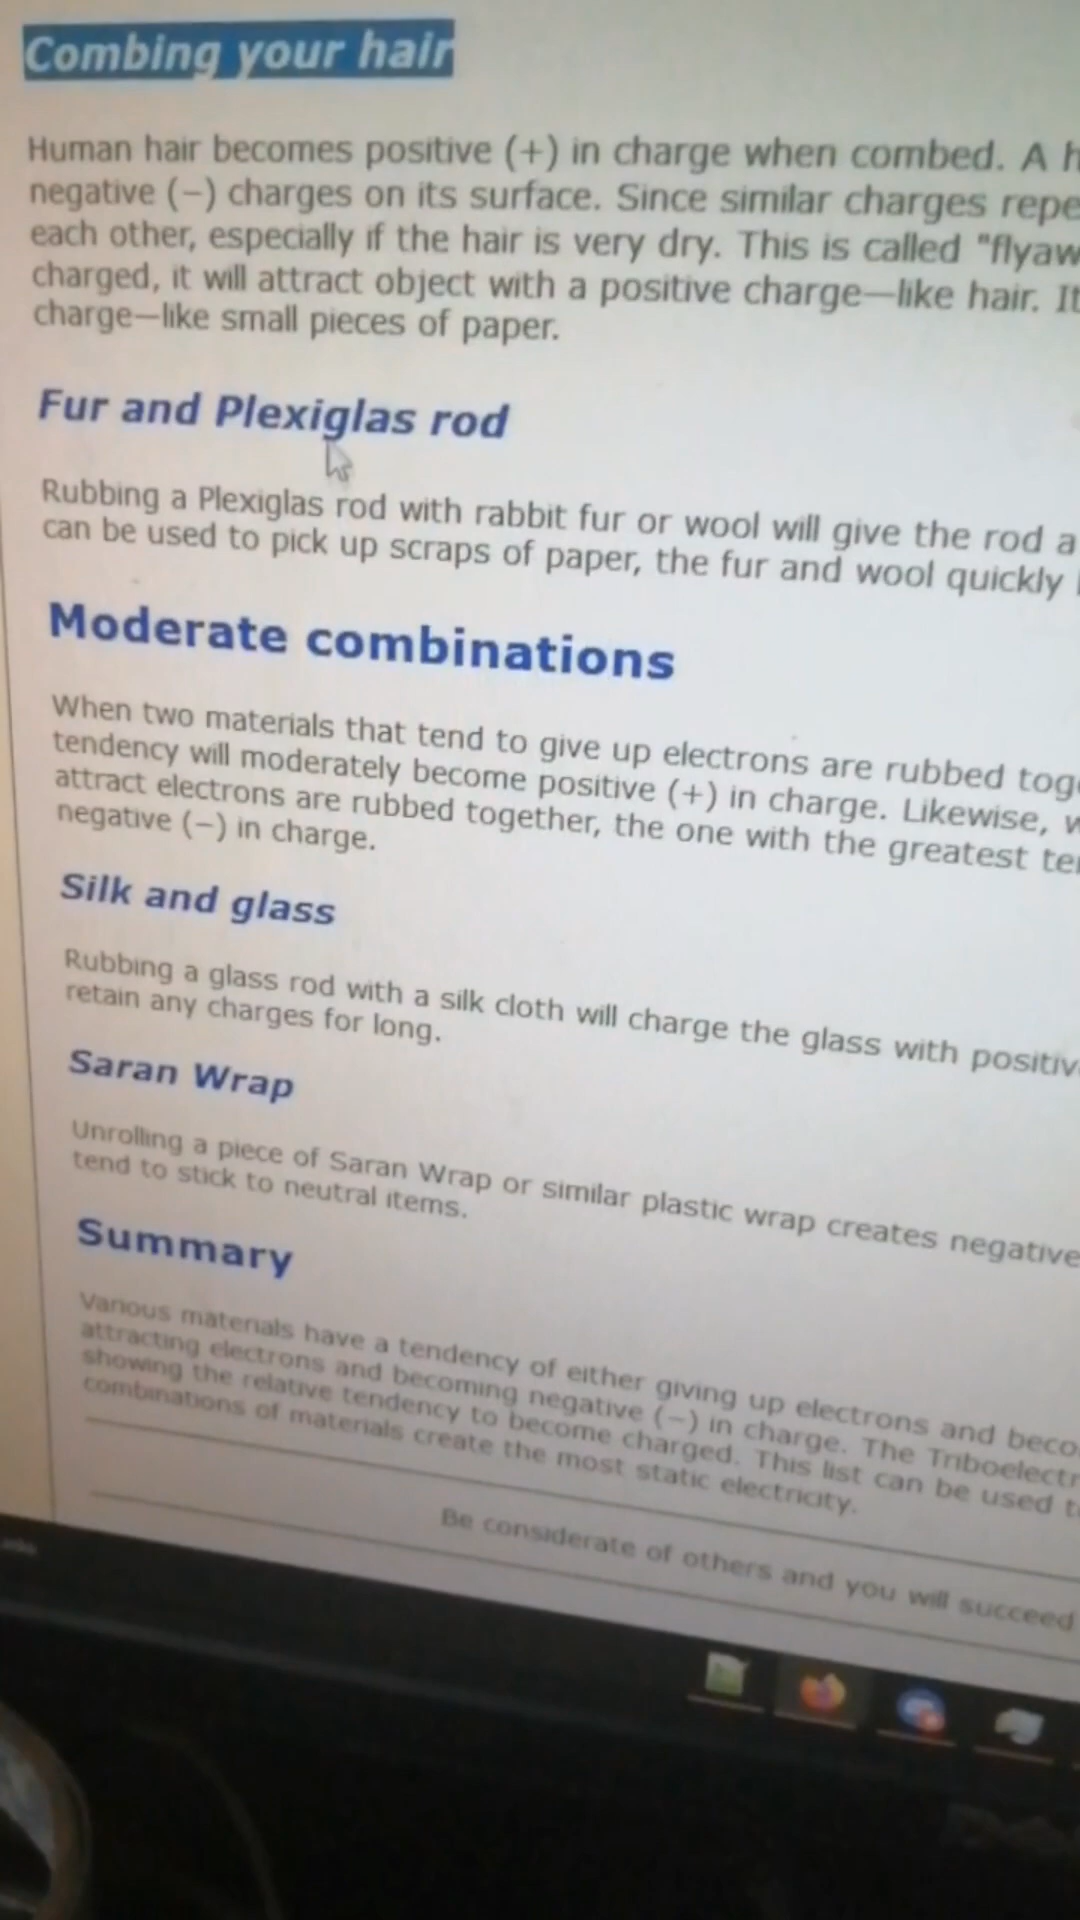 Combing your hair
Human hair becomes positive (+) in charge when combed. A
negative (−) charges on its surface. Since similar charges
each other, especially if the hair is very dry. This is called
charged, it will attract object with a positive charge—like hair. It
charge—like small pieces of paper.
Fur and Plexiglas rod
Rubbing a Plexiglas rod with rabbit fur or wool will give the rod a
can be used to pick up scraps of paper, the fur and wool quickly
Moderate combinations
When two materials that tend to give up electrons are rubbed
tendency will moderately become positive (+) in charge. Likewise,
attract electrons are rubbed together, the one with the greatest
negative (−) in charge.
Silk and glass
Rubbing a glass rod with a silk cloth will charge the glass with
retain any charges for long.
Saran Wrap
Unrolling a piece of Saran Wrap or similar plastic wrap creates negative
tend to stick to neutral items.
Summary
Various materials have a tendency of either giving up electrons and
attracting electrons and becoming negative (−) in charge. The
showing the relative tendency to become charged. This list can be used
combinations of materials create the most static electricity.
Be considerate of others and you will succeed